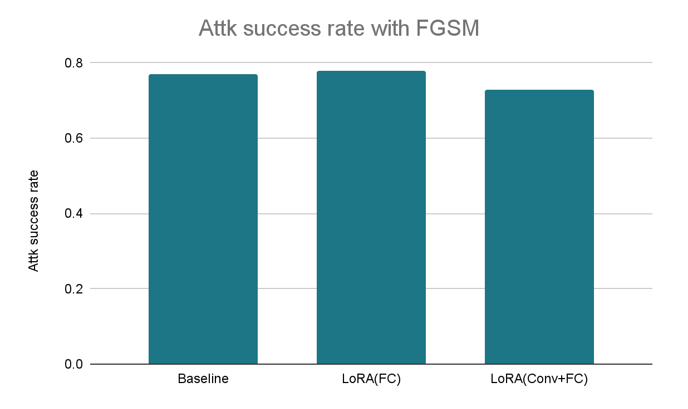 Attk success rate with FGSM
Attk success rate
0.8
0.6
0.4
0.2
0.0
Baseline
LoRA(FC)
LoRA(Conv+FC)